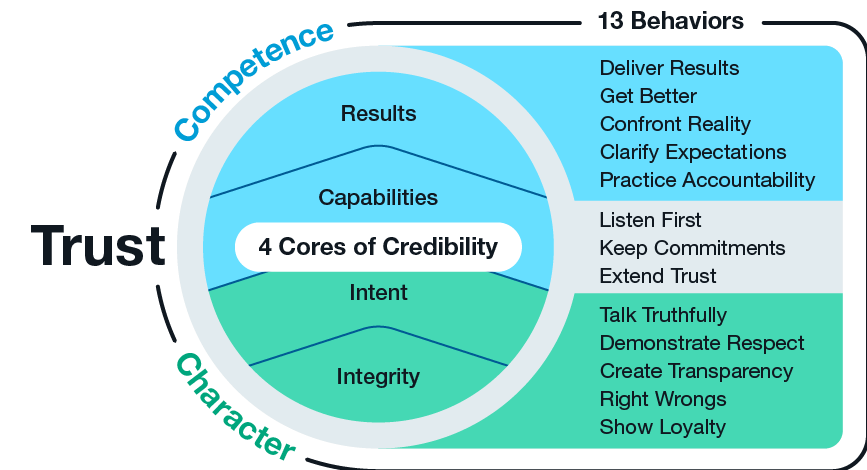 Trust
Competence
Character
Results
Capabilities
4 Cores of Credibility
Intent
Integrity
13 Behaviors
Deliver Results
Get Better
Confront Reality
Clarify Expectations
Practice Accountability
Listen First
Keep Commitments
Extend Trust
Talk Truthfully
Demonstrate Respect
Create Transparency
Right Wrongs
Show Loyalty